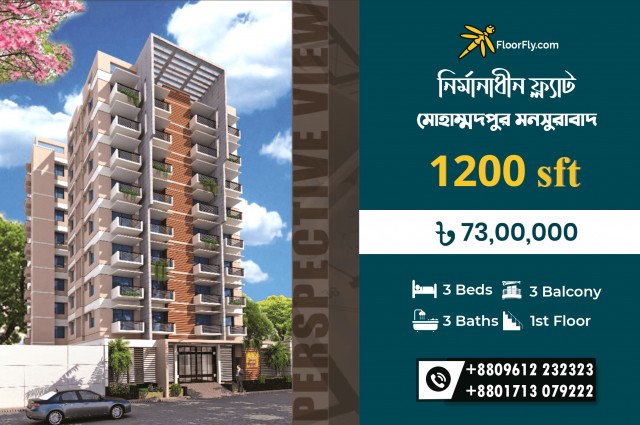 PERSPECTIVE VIEW
FloorFly.com
নির্মানাধীন ফ্ল্যাট
মোহাম্মদপুর মনসুরাবাদ
1200 sft
৳ 73,00,000
3 Beds
3 Balcony
3 Baths
1st Floor
+8809612 232323
+8801713 079222